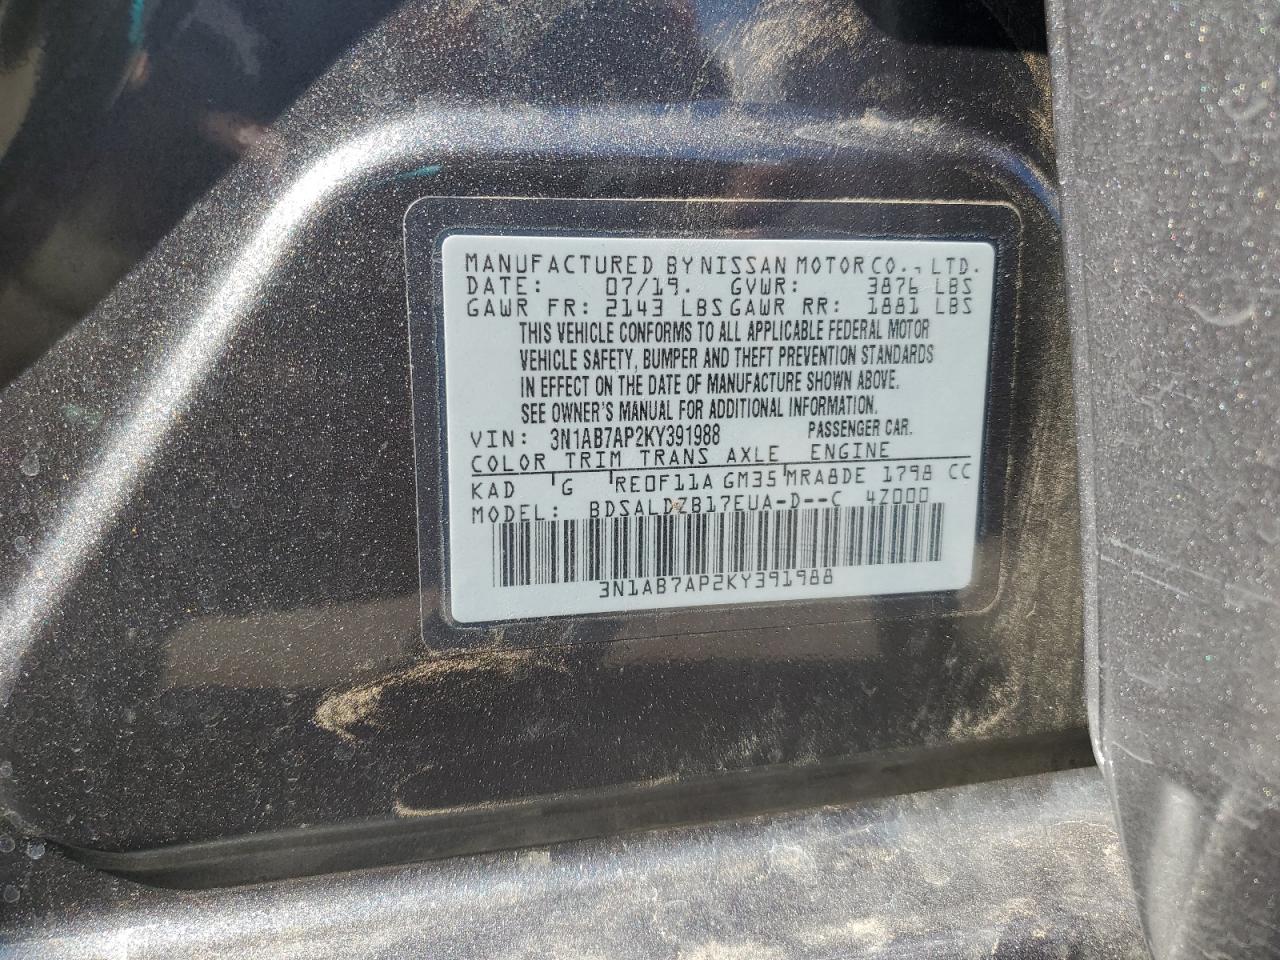 MANUFACTURED BY NISSAN MOTOR CO., LTD.
DATE: 07/19. GVWR: 3876 LBS
GAWR FR: 2143 LBS GAWR RR: 1881 LBS
THIS VEHICLE CONFORMS TO ALL APPLICABLE FEDERAL MOTOR
VEHICLE SAFETY, BUMPER AND THEFT PREVENTION STANDARDS
IN EFFECT ON THE DATE OF MANUFACTURE SHOWN ABOVE.
SEE OWNER'S MANUAL FOR ADDITIONAL INFORMATION.
VIN: 3N1AB7AP2KY391988 PASSENGER CAR.
COLOR TRIM TRANS AXLE ENGINE
KAD G RE0F11A GM35 MRA8DE 1798 CC
MODEL: BDSALDZB17EUA-D--C 4Z000
3N1AB7AP2KY391988